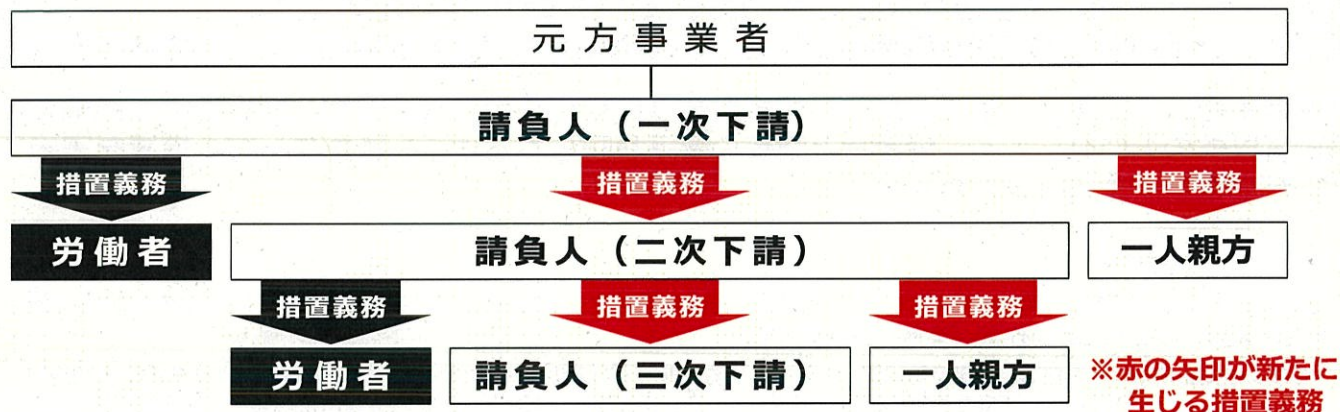 元方事業者
請負人（一次下請）
措置義務
措置義務
措置義務
労働者
請負人（二次下請）
一人親方
措置義務
措置義務
措置義務
労働者
請負人（三次下請）
一人親方
※赤の矢印が新たに
生じる措置義務